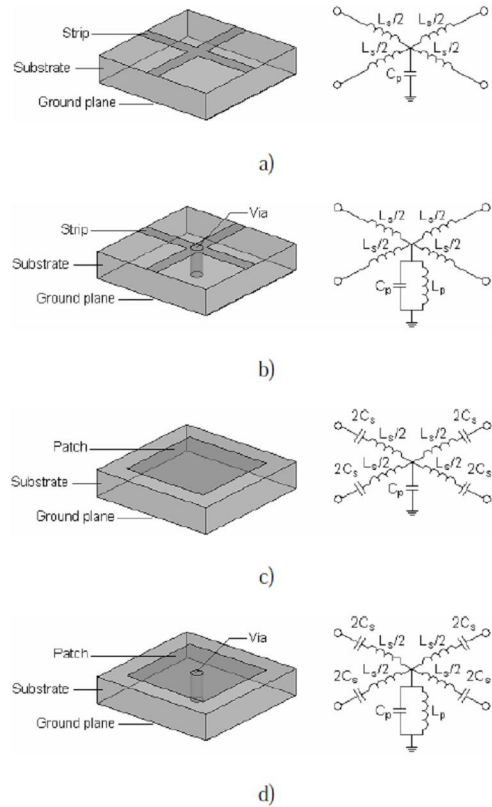 Strip
Substrate
Ground plane
Ls/2 Ls/2
Ls/2 Ls/2
Cp
a)
Via
Strip
Substrate
Ground plane
Ls/2 Ls/2
Ls/2 Ls/2
Cp Lp
b)
Patch
Substrate
Ground plane
2Cs 2Cs
Ls/2 Ls/2
2Cs Ls/2 Ls/2 2Cs
Cp
c)
Via
Patch
Substrate
Ground plane
2Cs 2Cs
Ls/2 Ls/2
2Cs Ls/2 Ls/2 2Cs
Cp Lp
d)